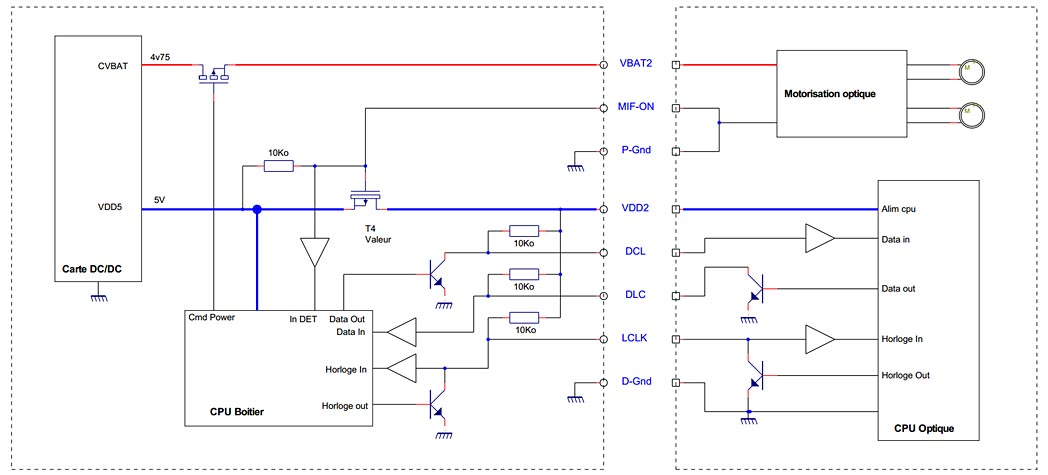 CVBAT
4v75
VBAT2
MIF-ON
P-Gnd
Motorisation optique
M
M
10Ko
VDD5
5V
T4
Valeur
VDD2
DCL
DLC
LCLK
D-Gnd
10Ko
10Ko
10Ko
Carte DC/DC
Cmd Power
In DET
Data Out
Data In
Horloge In
Horloge out
CPU Boitier
Alim cpu
Data in
Data out
Horloge In
Horloge Out
CPU Optique